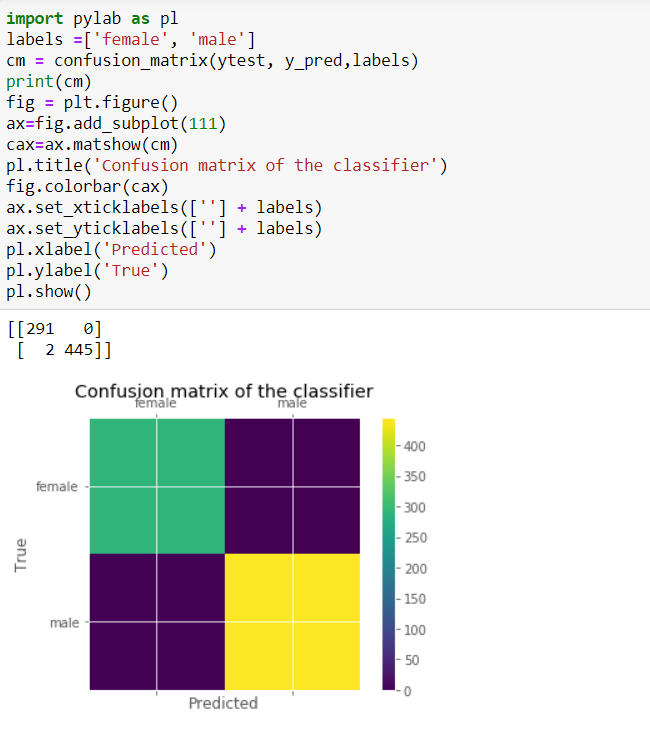 import pylab as pl
labels =['female', 'male']
cm = confusion_matrix(ytest, y_pred,labels)
print(cm)
fig = plt.figure()
ax=fig.add_subplot(111)
cax=ax.matshow(cm)
pl.title('Confusion matrix of the classifier')
fig.colorbar(cax)
ax.set_xticklabels([''] + labels)
ax.set_yticklabels([''] + labels)
pl.xlabel('Predicted')
pl.ylabel('True')
pl.show()
[[291   0]
 [  2 445]]
Confusion matrix of the classifier
female male
female
male
True
Predicted
400
350
300
250
200
150
100
50
0